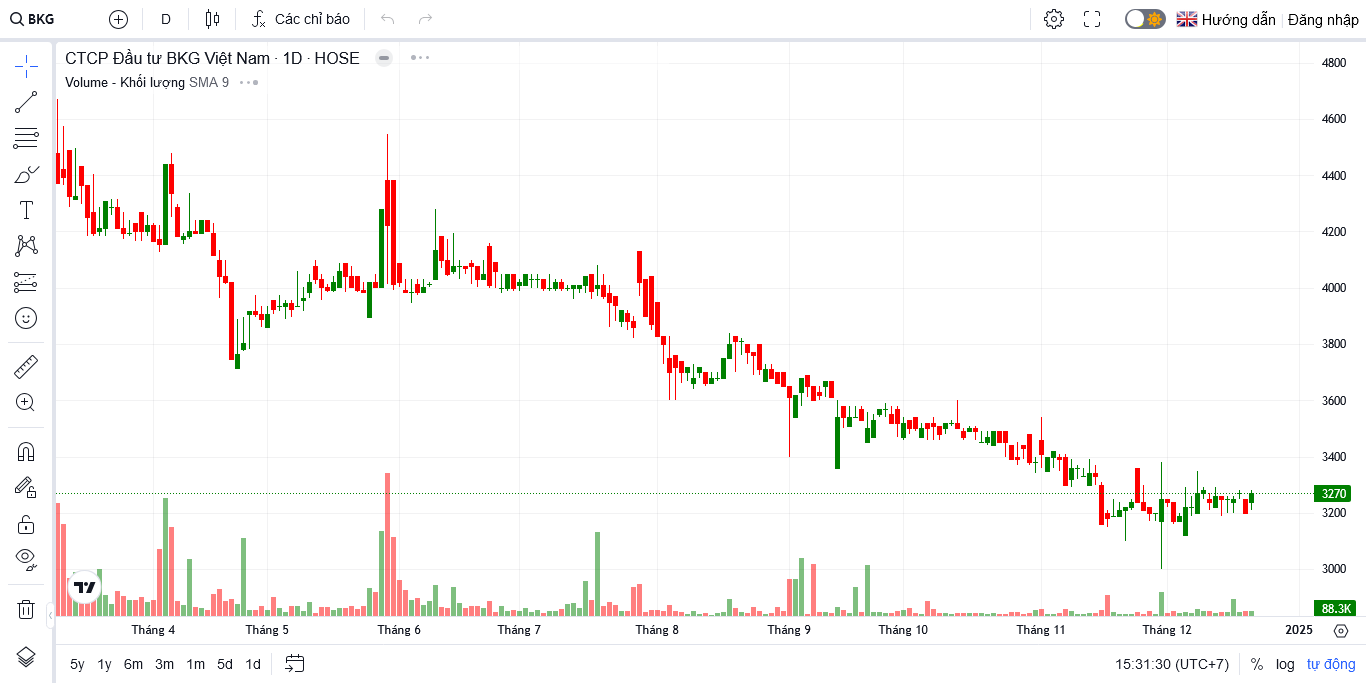 BKG D Các chỉ báo Hướng dẫn Đăng nhập
CTCP Đầu tư BKG Việt Nam · 1D · HOSE
Volume - Khối lượng SMA 9
4800
4600
4400
4200
4000
3800
3600
3400
3270
3200
3000
88.3K
Tháng 4 Tháng 5 Tháng 6 Tháng 7 Tháng 8 Tháng 9 Tháng 10 Tháng 11 Tháng 12 2025
5y 1y 6m 3m 1m 5d 1d 15:31:30 (UTC+7) % log tự động